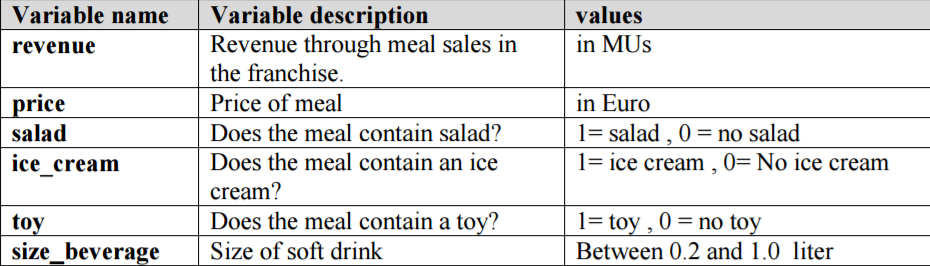 Variable name Variable description values
revenue Revenue through meal sales in in MUs
the franchise.
price Price of meal in Euro
salad Does the meal contain salad? 1= salad , 0 = no salad
ice_cream Does the meal contain an ice 1= ice cream , 0= No ice cream
cream?
toy Does the meal contain a toy? 1= toy , 0 = no toy
size_beverage Size of soft drink Between 0.2 and 1.0 liter